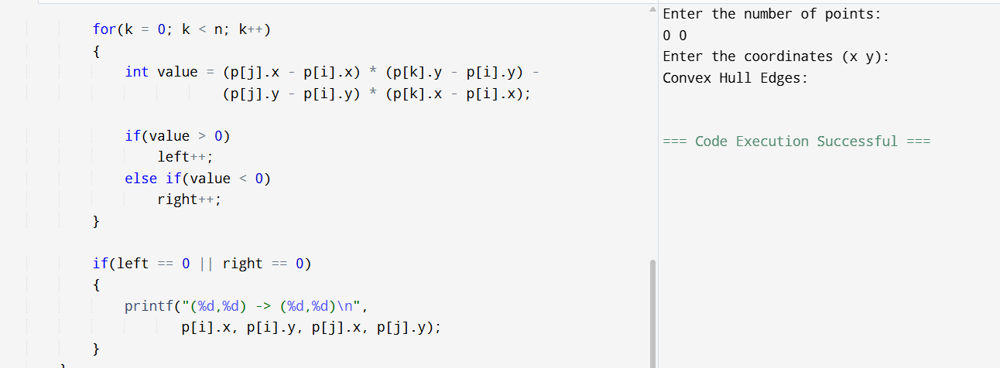 for(k = 0; k < n; k++)
{
int value = (p[j].x - p[i].x) * (p[k].y - p[i].y) -
(p[j].y - p[i].y) * (p[k].x - p[i].x);
if(value > 0)
left++;
else if(value < 0)
right++;
}
if(left == 0 || right == 0)
{
printf("(%d,%d) -> (%d,%d)\n",
p[i].x, p[i].y, p[j].x, p[j].y);
}
Enter the number of points:
0 0
Enter the coordinates (x y):
Convex Hull Edges:
=== Code Execution Successful ===